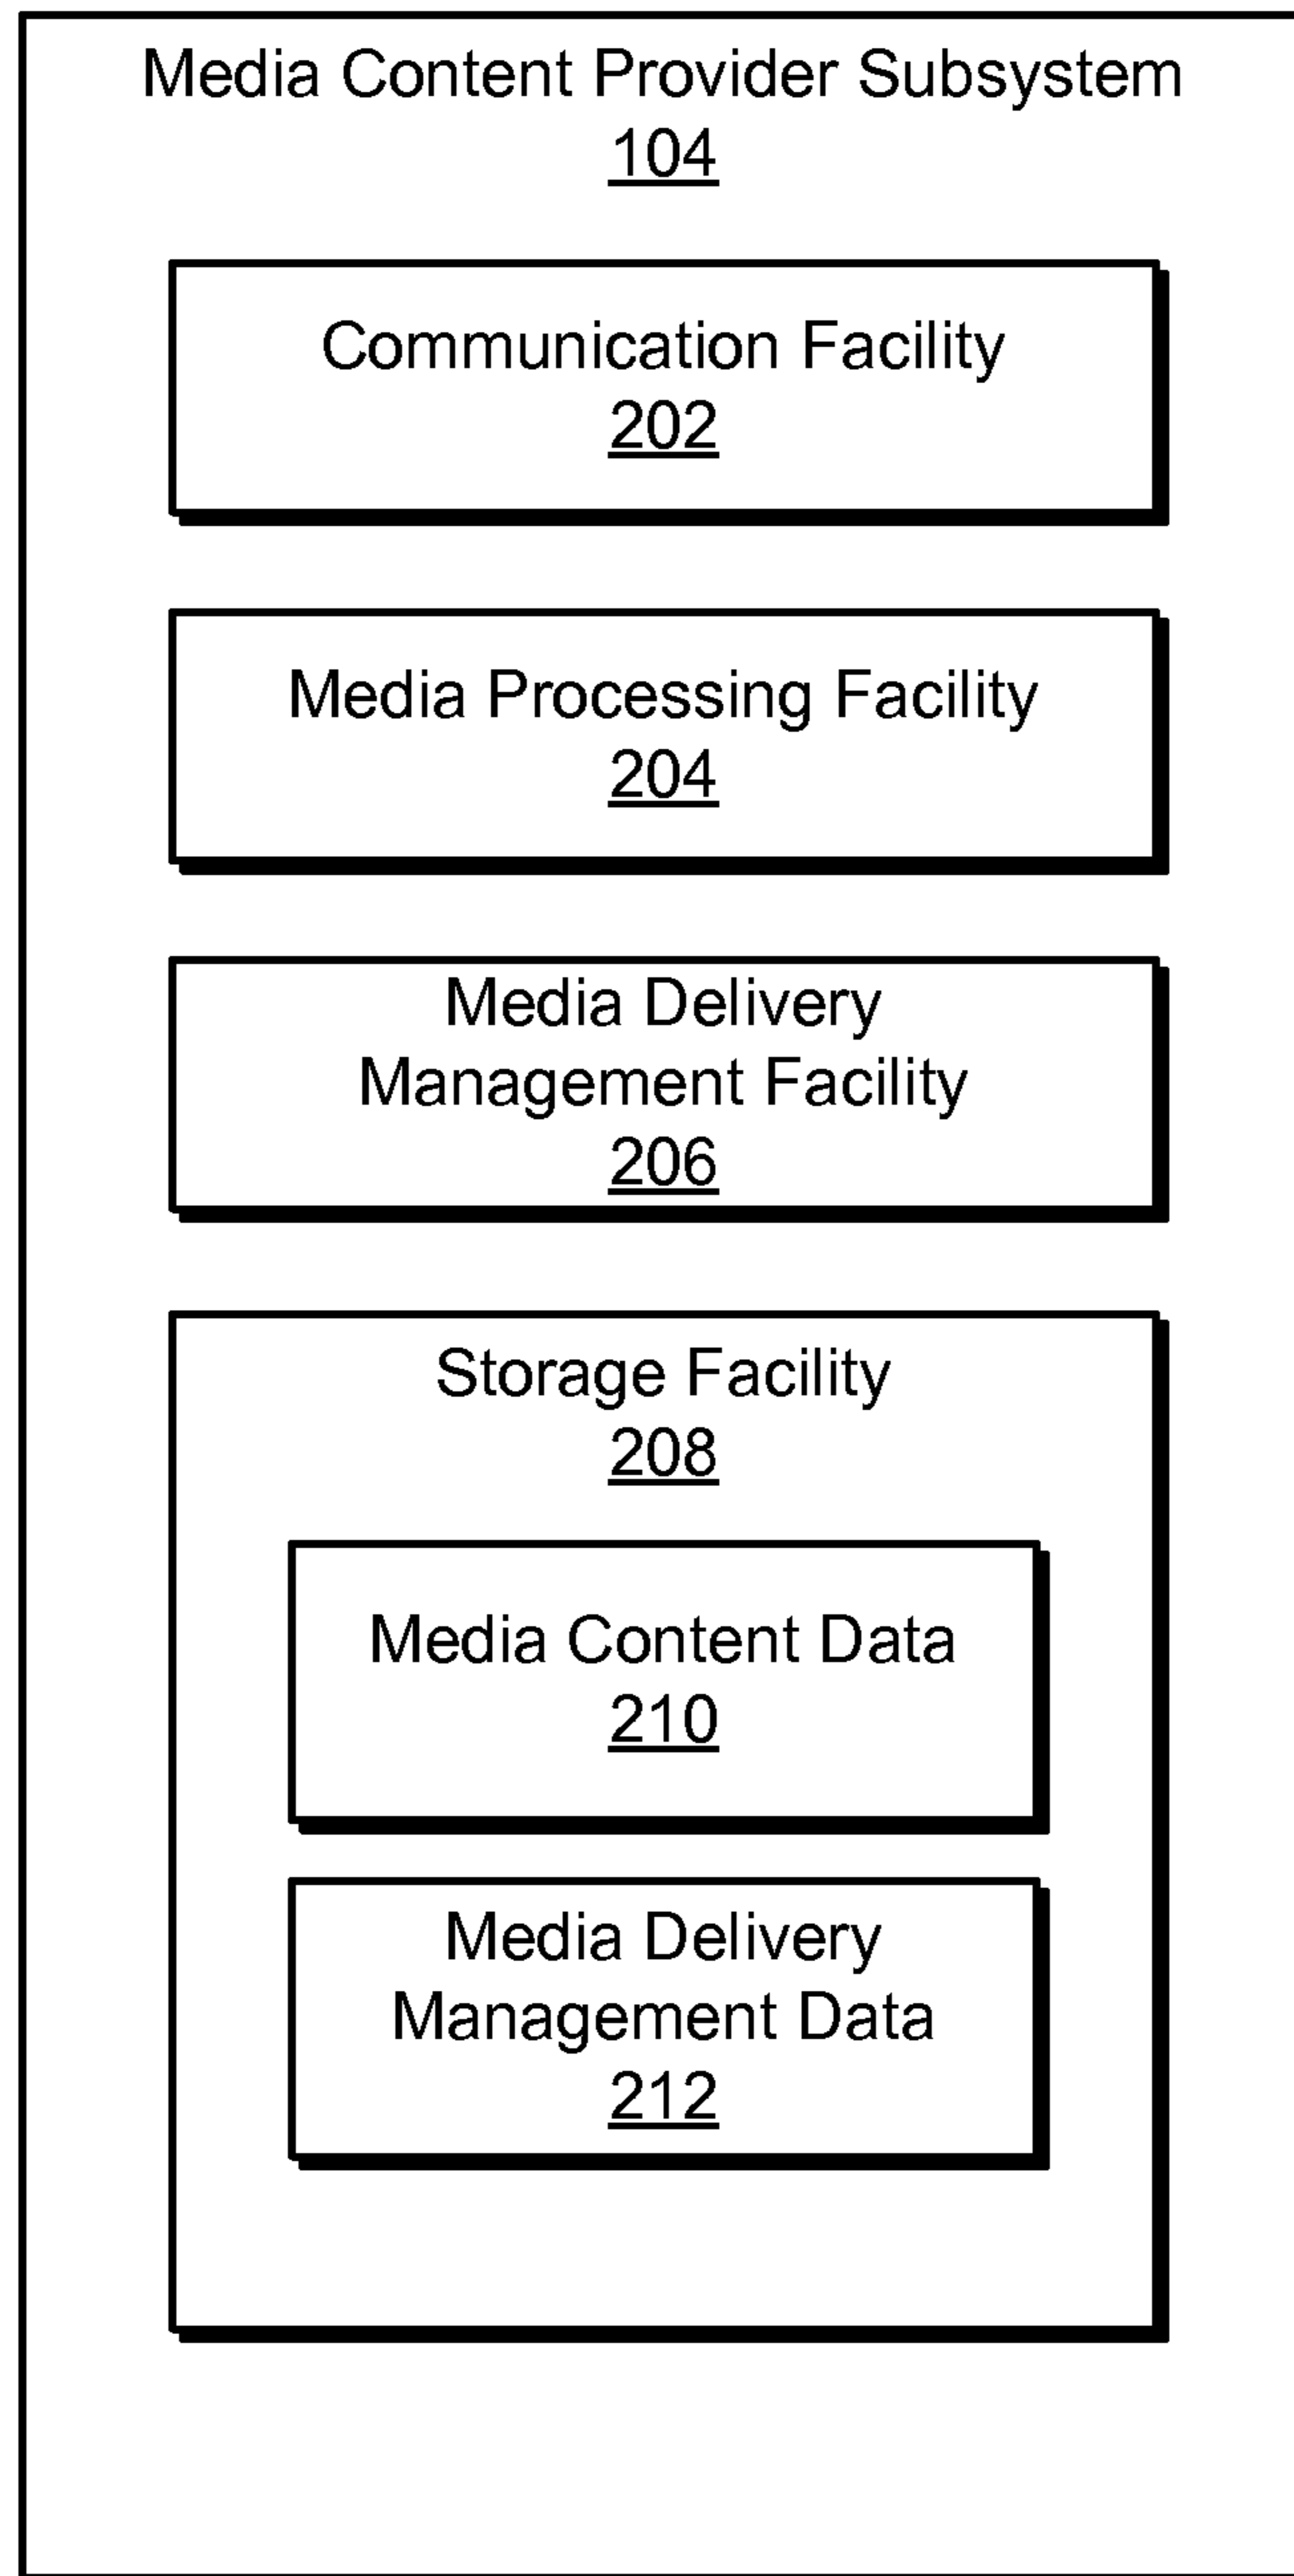 Media Content Provider Subsystem
104
Communication Facility
202
Media Processing Facility
204
Media Delivery
Management Facility
206
Storage Facility
208
Media Content Data
210
Media Delivery
Management Data
212